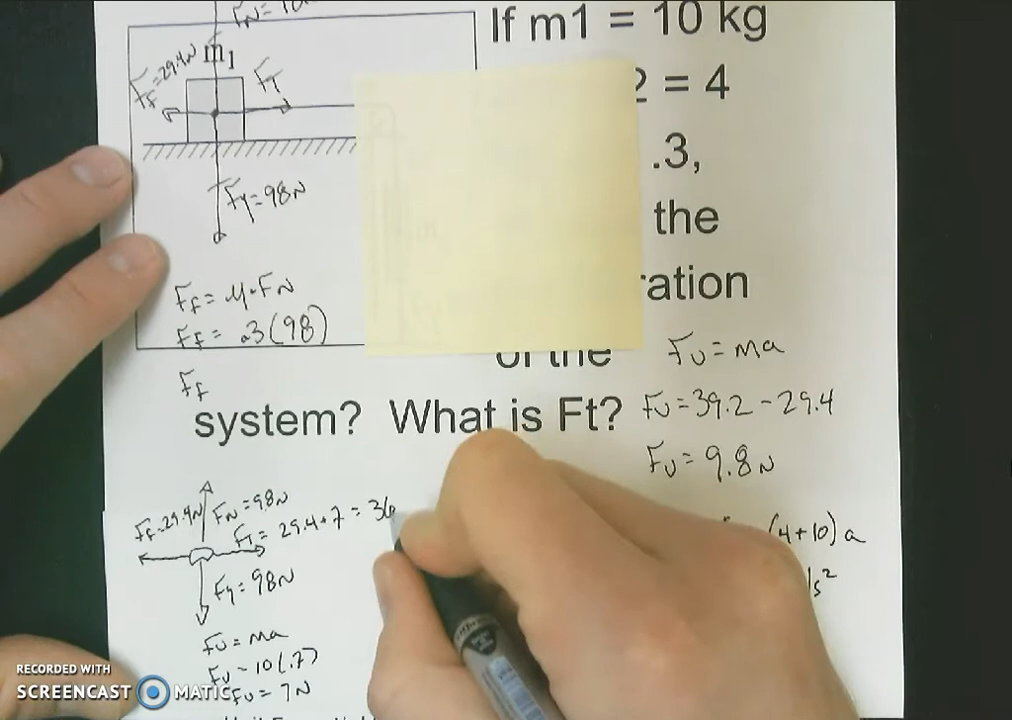 If m1 = 10 kg
m1
FF=29.4N
FT
2 = 4
.3,
Fg=98N
the
FF= μ·FN
ration
FF= .3(98)
of the
FU=ma
FF
system? What is Ft?
FU=39.2-29.4
FU=9.8N
FF=29.4N
FN=98N
FT= 29.4+7=36
(4+10)a
Fg=98N
/s²
FU=ma
FU=10(.7)
FU=7N
RECORDED WITH
SCREENCAST MATIC